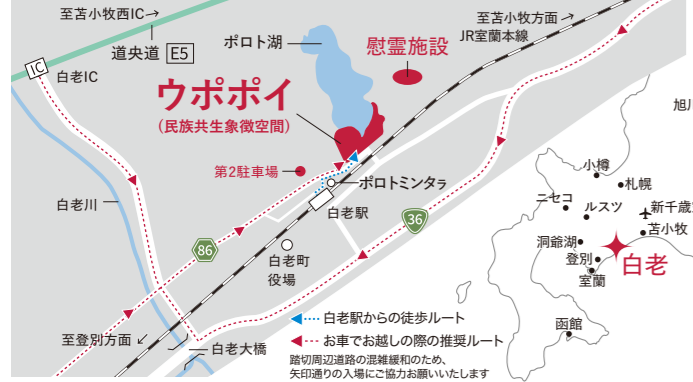 至苫小牧西IC→
道央道 E5
IC
白老IC
ポロト湖
慰霊施設
至苫小牧方面→
JR室蘭本線
ウポポイ
(民族共生象徴空間)
第2駐車場
ポロトミンタㇻ
白老駅
白老川
86
36
白老町
役場
至登別方面
白老大橋
旭川
小樽
札幌
ニセコ
ルスツ
新千歳
苫小牧
洞爺湖
登別
白老
室蘭
函館
白老駅からの徒歩ルート
お車でお越しの際の推奨ルート
踏切周辺道路の混雑緩和のため、
矢印通りの入場にご協力お願いいたします